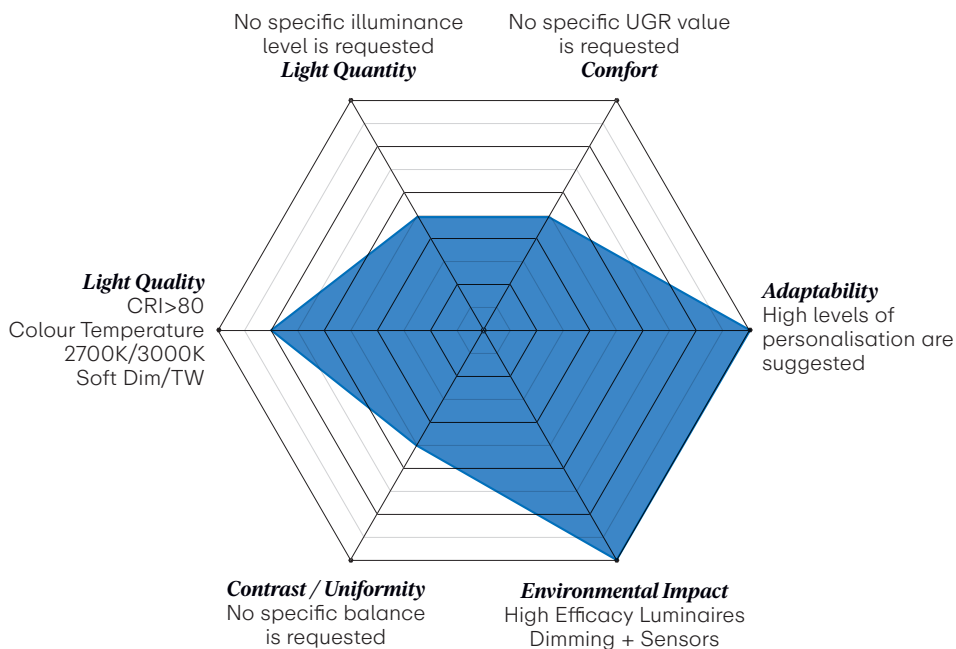 No specific illuminance
level is requested
Light Quantity
No specific UGR value
is requested
Comfort
Light Quality
CRI>80
Colour Temperature
2700K/3000K
Soft Dim/TW
Adaptability
High levels of
personalisation are
suggested
Contrast / Uniformity
No specific balance
is requested
Environmental Impact
High Efficacy Luminaires
Dimming + Sensors